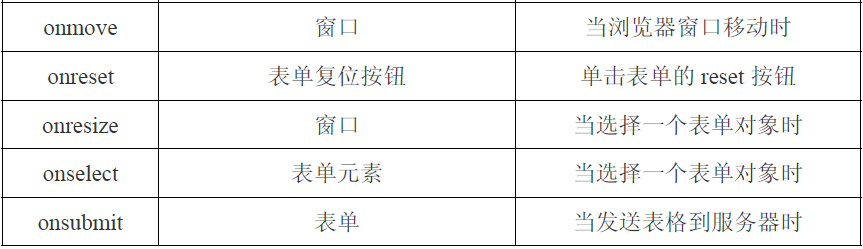 onmove 窗口 当浏览器窗口移动时
onreset 表单复位按钮 单击表单的 reset 按钮
onresize 窗口 当选择一个表单对象时
onselect 表单元素 当选择一个表单对象时
onsubmit 表单 当发送表格到服务器时